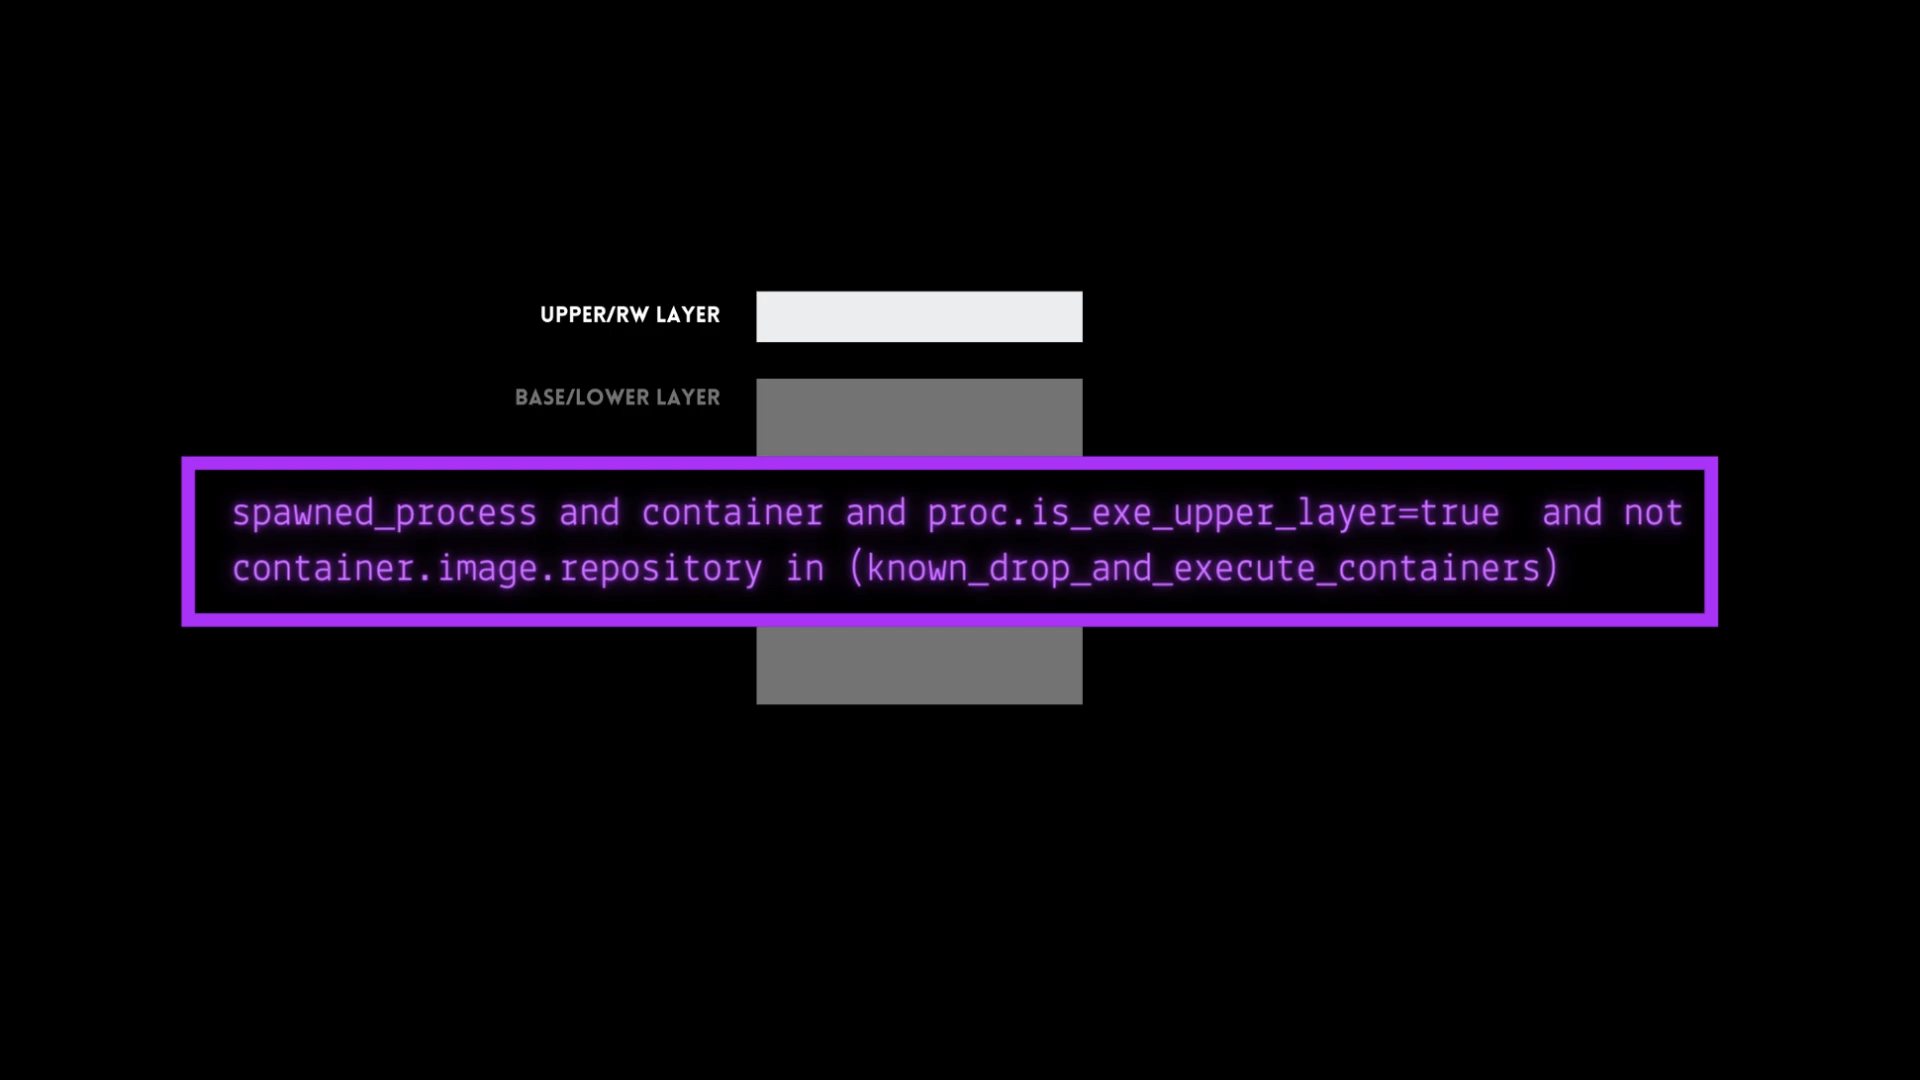 UPPER/RW LAYER
BASE/LOWER LAYER
spawned_process and container and proc.is_exe_upper_layer=true  and not
container.image.repository in (known_drop_and_execute_containers)